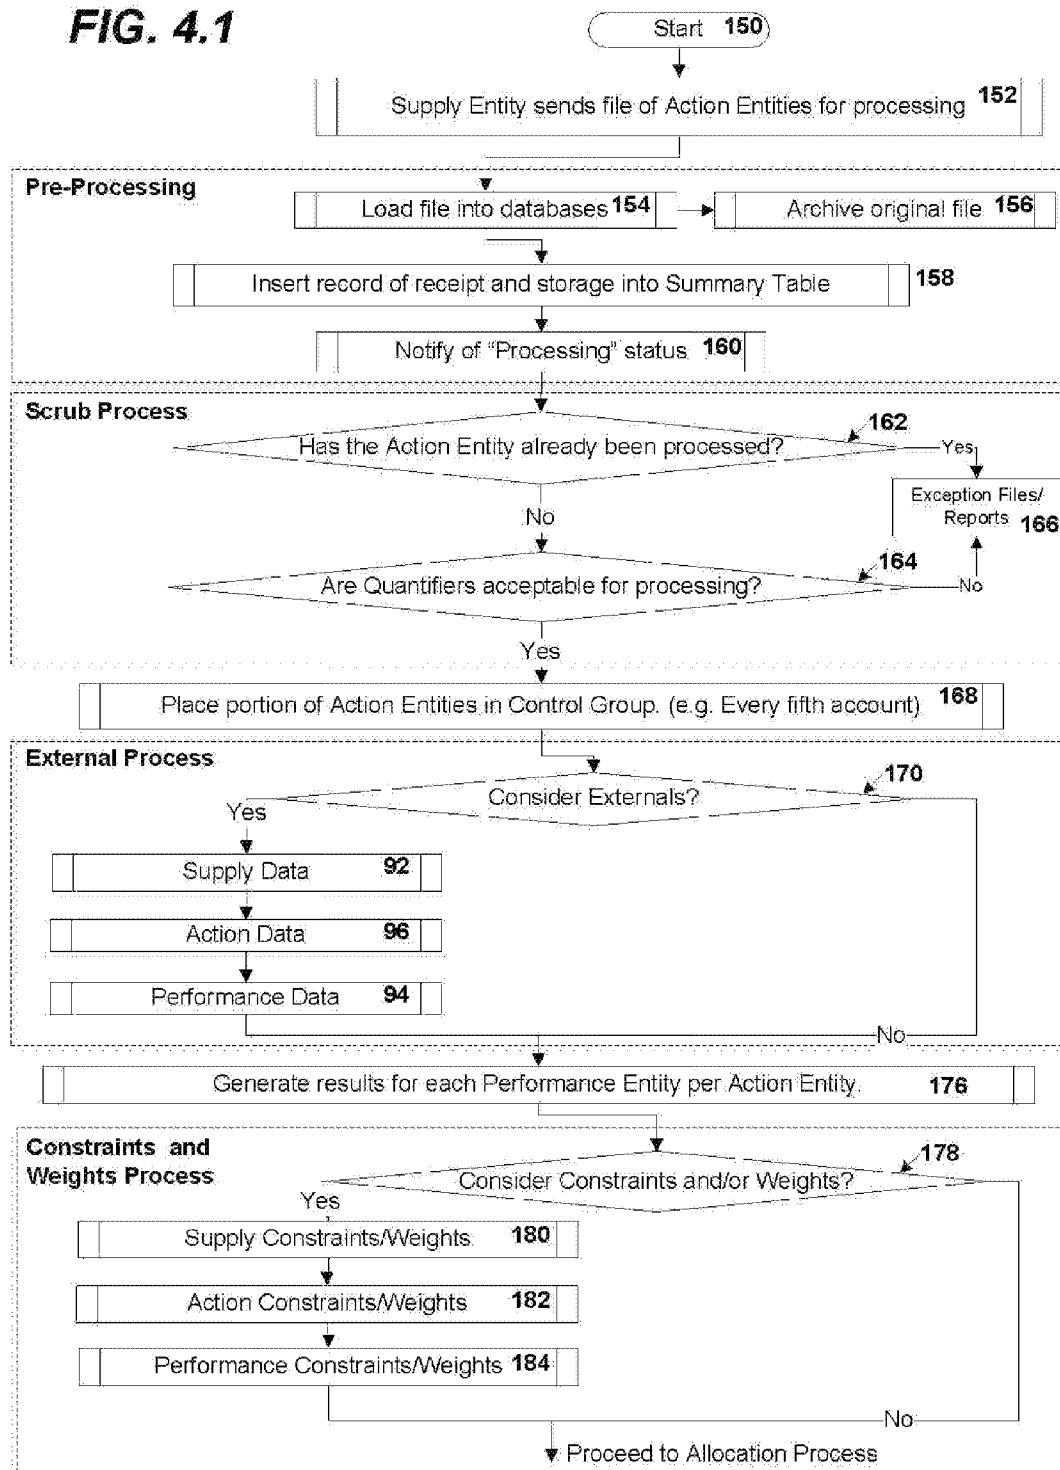 FIG. 4.1
Start 150
Supply Entity sends file of Action Entities for processing 152
Pre-Processing
Load file into databases 154
Archive original file 156
Insert record of receipt and storage into Summary Table 158
Notify of "Processing" status 160
Scrub Process
162
Has the Action Entity already been processed?
Yes
Exception Files/
Reports 166
No
164
Are Quantifiers acceptable for processing?
No
Yes
Place portion of Action Entities in Control Group. (e.g. Every fifth account) 168
External Process
170
Consider Externals?
Yes
Supply Data 92
Action Data 96
Performance Data 94
No
Generate results for each Performance Entity per Action Entity. 176
Constraints and
Weights Process
178
Consider Constraints and/or Weights?
Yes
Supply Constraints/Weights 180
Action Constraints/Weights 182
Performance Constraints/Weights 184
No
Proceed to Allocation Process